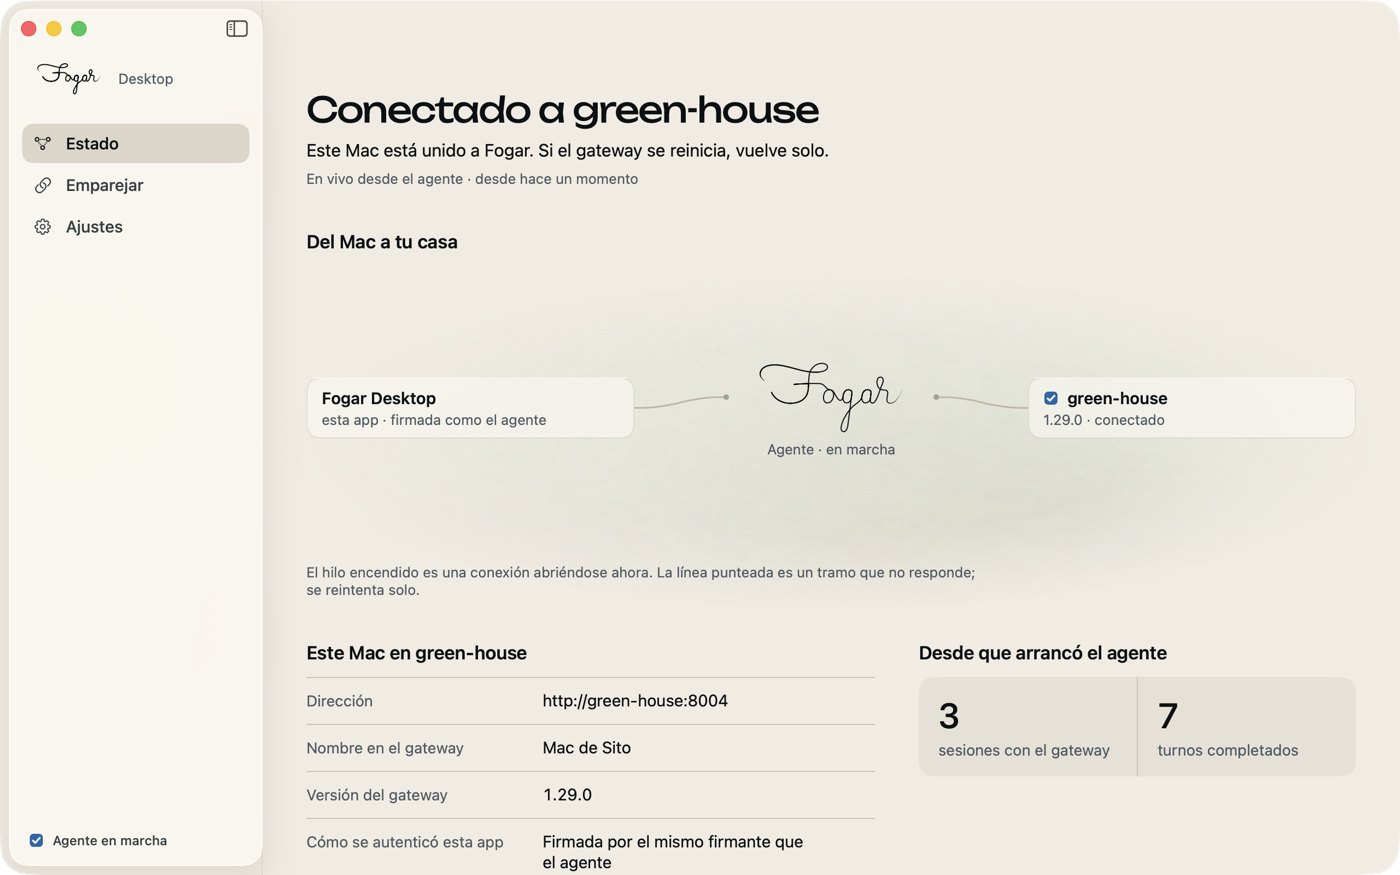 Fogar Desktop
Estado
Emparejar
Ajustes
Agente en marcha
Conectado a green-house
Este Mac está unido a Fogar. Si el gateway se reinicia, vuelve solo.
En vivo desde el agente · desde hace un momento
Del Mac a tu casa
Fogar Desktop
esta app · firmada como el agente
Fogar
Agente · en marcha
green-house
1.29.0 · conectado
El hilo encendido es una conexión abriéndose ahora. La línea punteada es un tramo que no responde;
se reintenta solo.
Este Mac en green-house
Dirección http://green-house:8004
Nombre en el gateway Mac de Sito
Versión del gateway 1.29.0
Cómo se autenticó esta app Firmada por el mismo firmante que
el agente
Desde que arrancó el agente
3 7
sesiones con el gateway turnos completados